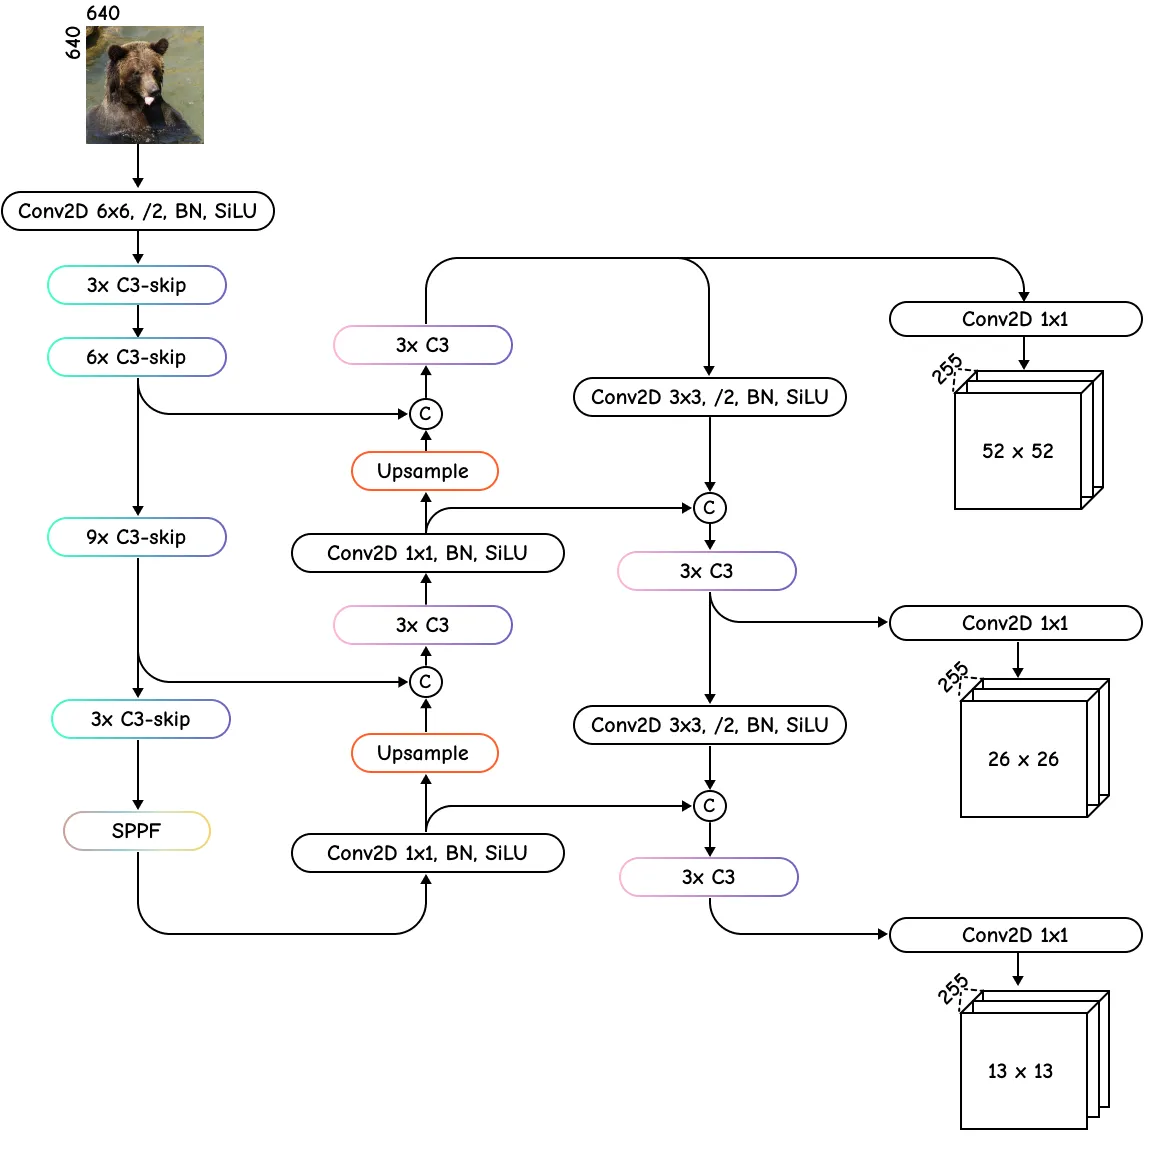 640
640
Conv2D 6x6, /2, BN, SiLU
3x C3-skip
6x C3-skip
9x C3-skip
3x C3-skip
SPPF
3x C3
C
Upsample
Conv2D 1x1, BN, SiLU
3x C3
C
Upsample
Conv2D 1x1, BN, SiLU
Conv2D 3x3, /2, BN, SiLU
C
3x C3
Conv2D 3x3, /2, BN, SiLU
C
3x C3
Conv2D 1x1
255
52 x 52
Conv2D 1x1
255
26 x 26
Conv2D 1x1
255
13 x 13